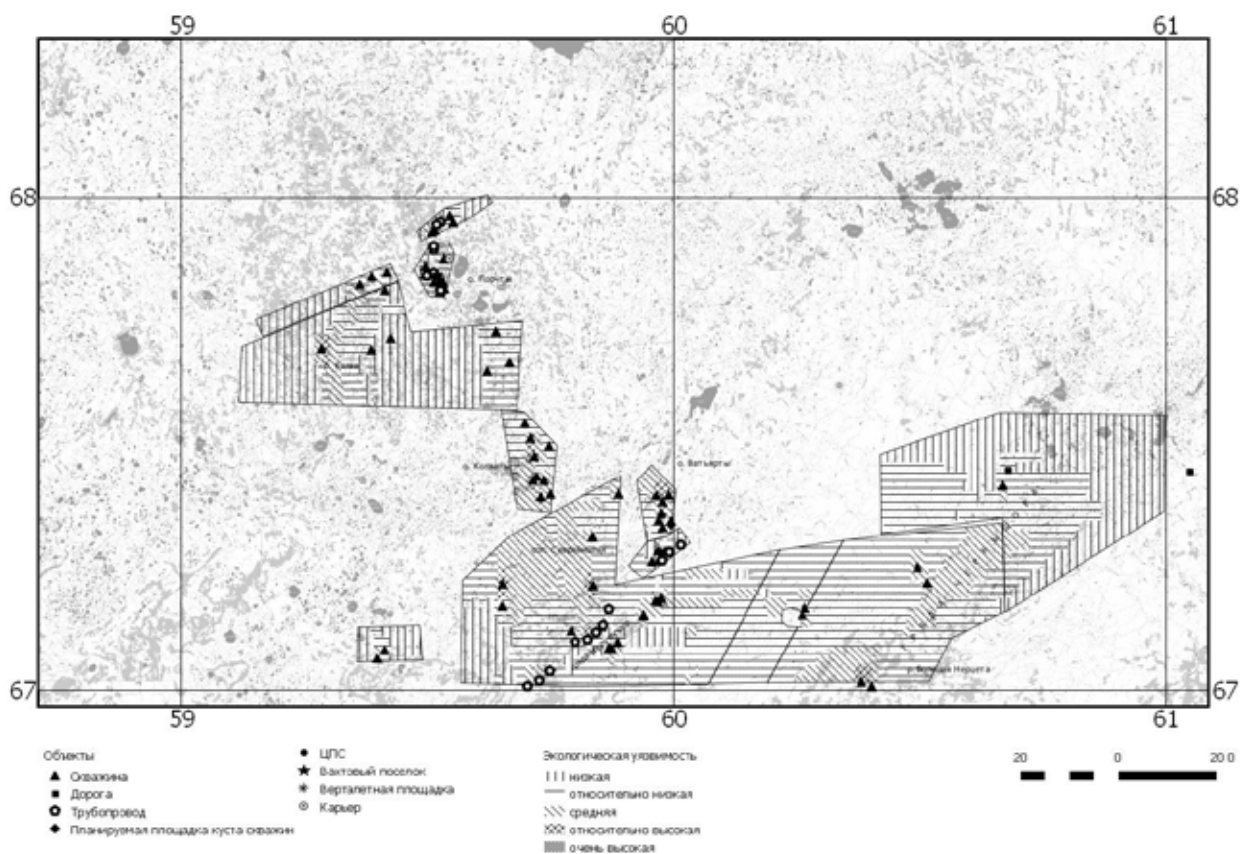 59 60 61
68 68
о. Ватьярты
67 67
59 60 61
Объекты
Скважина
Дорога
Трубопровод
Планируемая площадка куста скважин
ЦПС
Вахтовый поселок
Вертолетная площадка
Карьер
Экологическая уязвимость
низкая
относительно низкая
средняя
относительно высокая
очень высокая
20 0 20 0